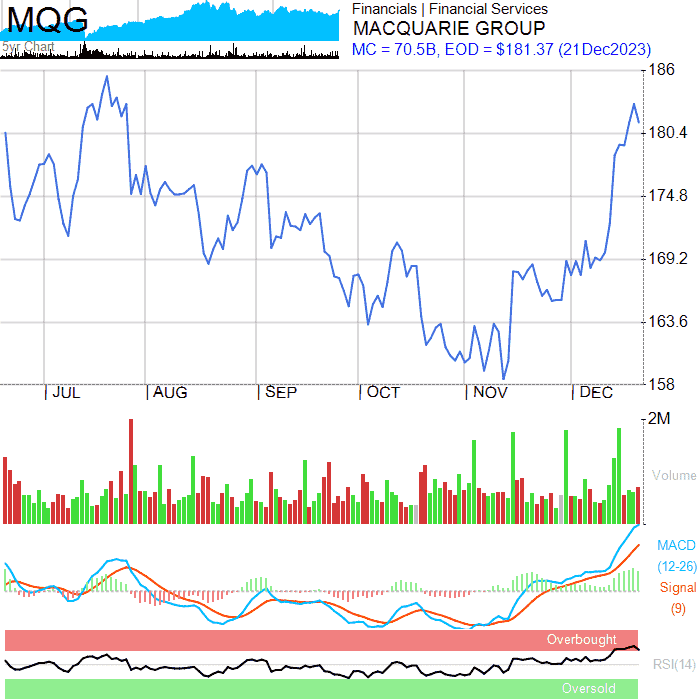 MQG
5yr Chart
Financials | Financial Services
MACQUARIE GROUP
MC = 70.5B, EOD = $181.37 (21Dec2023)
186
180.4
174.8
169.2
163.6
158
JUL AUG SEP OCT NOV DEC
2M
Volume
MACD
(12-26)
Signal
(9)
Overbought
RSI(14)
Oversold